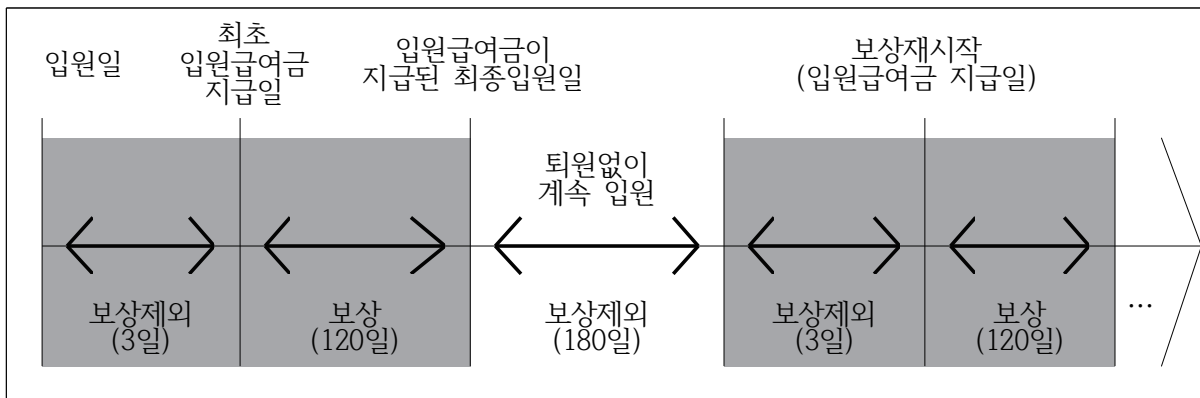 입원일
최초
입원급여금
지급일
입원급여금이
지급된 최종입원일
보상재시작
(입원급여금 지급일)
퇴원없이
계속 입원
보상제외
(3일)
보상
(120일)
보상제외
(180일)
보상제외
(3일)
보상
(120일)
…